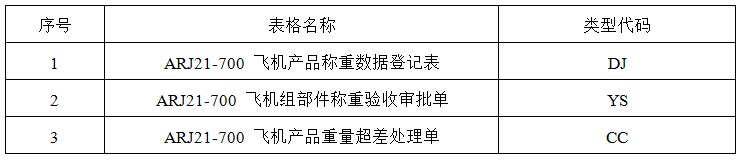 序号 表格名称 类型代码
1 ARJ21-700 飞机产品称重数据登记表 DJ
2 ARJ21-700 飞机组部件称重验收审批单 YS
3 ARJ21-700 飞机产品重量超差处理单 CC